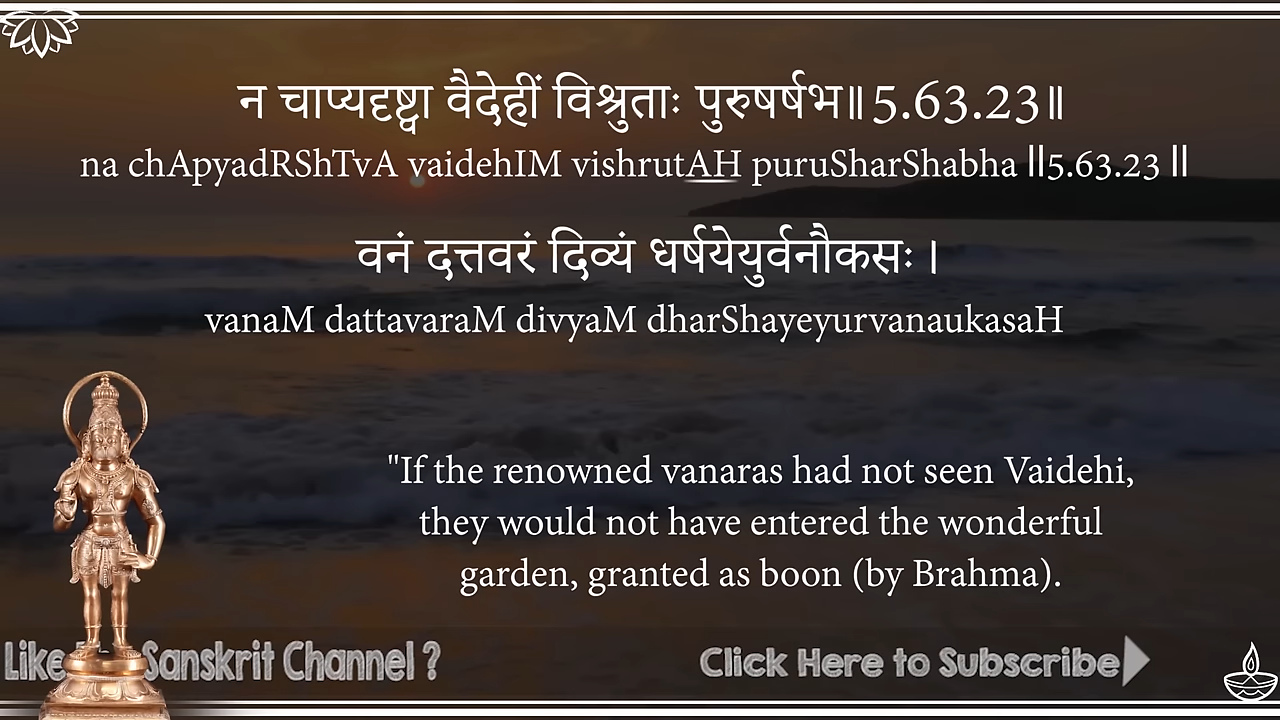 न चाप्यदृष्ट्वा वैदेहीं विश्रुताः पुरुषर्षभ॥5.63.23॥
na chApyadRShTvA vaidehIM vishrutAH puruSharShabha ||5.63.23 ||
वनं दत्तवरं दिव्यं धर्षयेयुर्वनौकसः ।
vanaM dattavaraM divyaM dharShayeyurvanaukasaH
"If the renowned vanaras had not seen Vaidehi,
they would not have entered the wonderful
garden, granted as boon (by Brahma).
Like Sanskrit Channel ?
Click Here to Subscribe